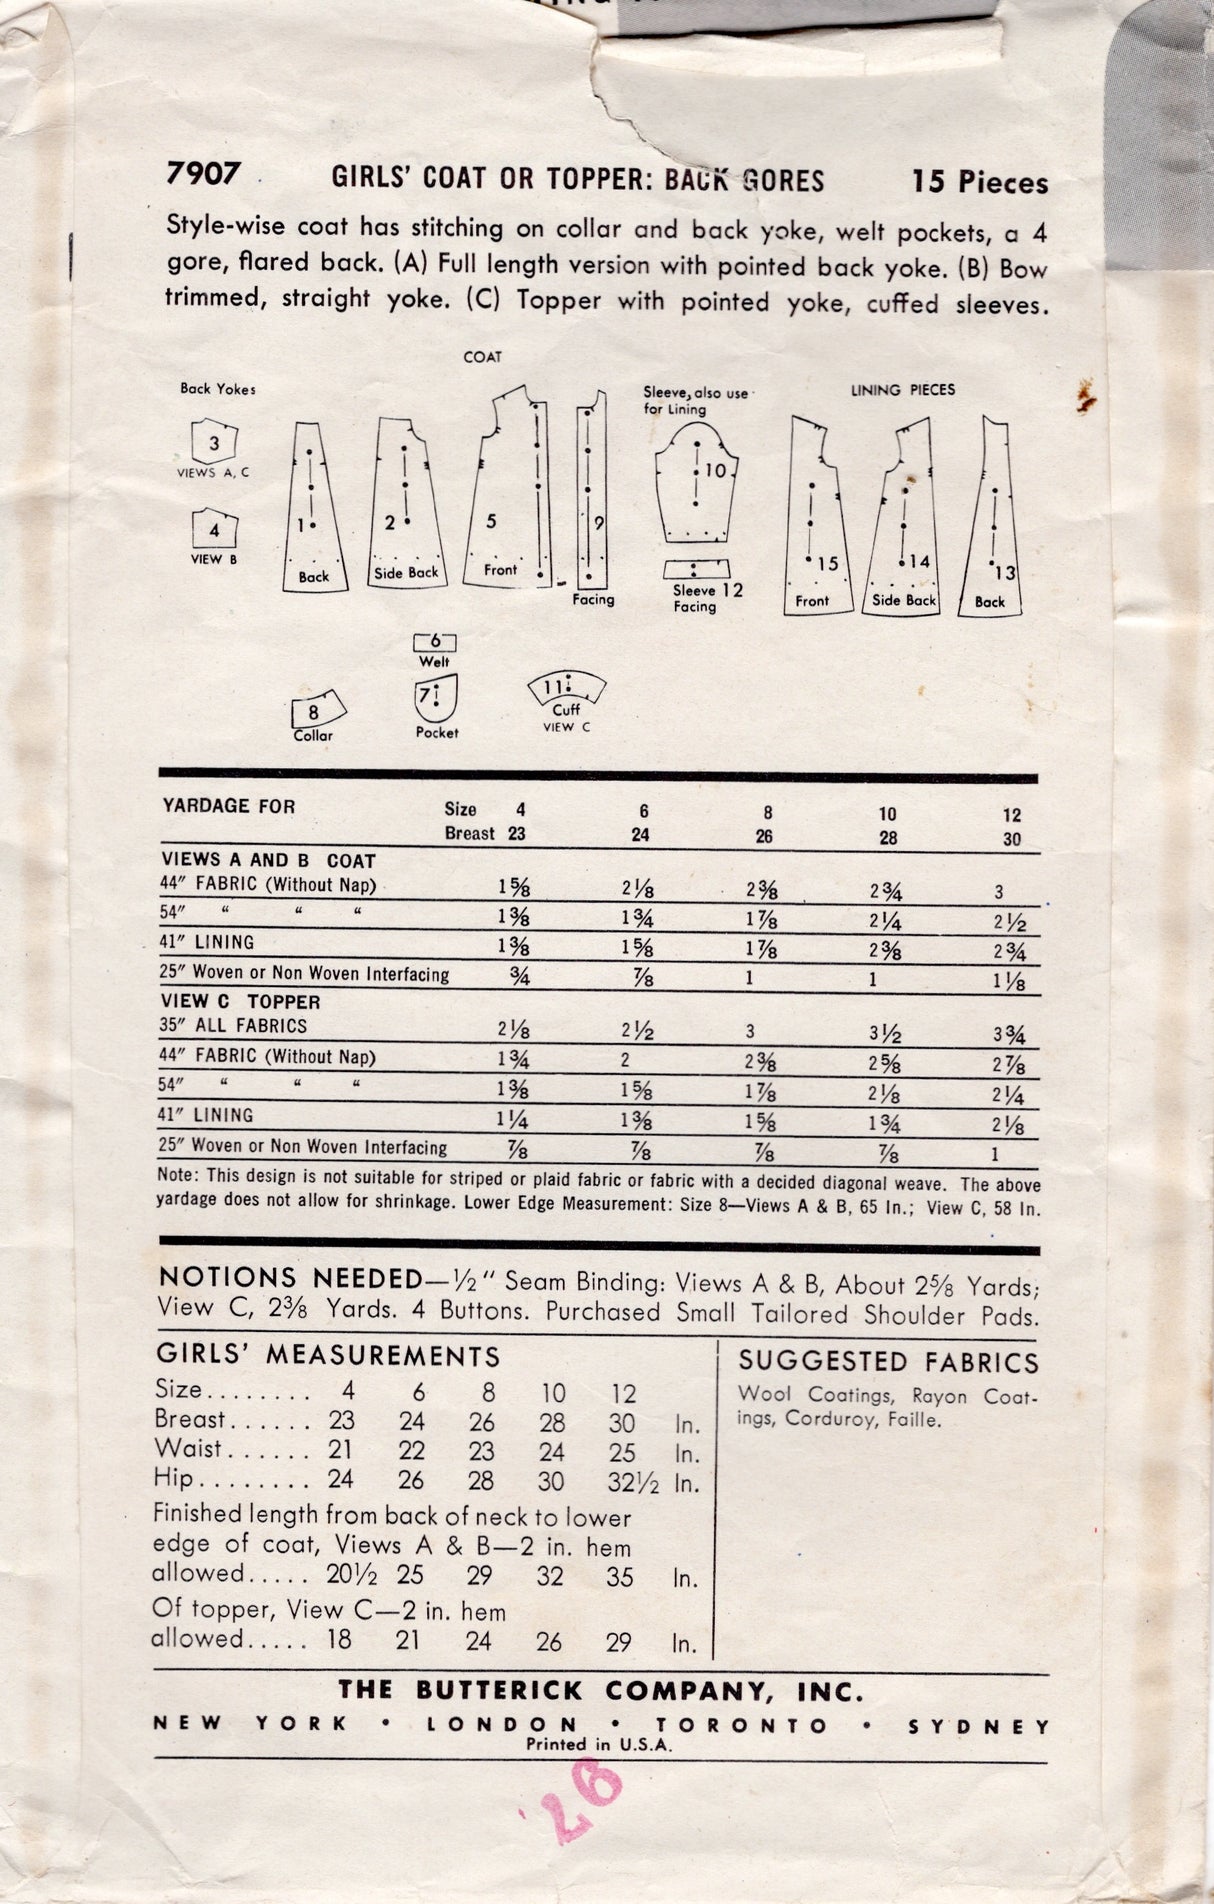 7907 GIRLS' COAT OR TOPPER: BACK GORES 15 Pieces
Style-wise coat has stitching on collar and back yoke, welt pockets, a 4
gore, flared back. (A) Full length version with pointed back yoke. (B) Bow
trimmed, straight yoke. (C) Topper with pointed yoke, cuffed sleeves.
COAT
Back Yokes
Sleeve, also use
for Lining
LINING PIECES
3
VIEWS A, C
4
VIEW B
1
Back
2
Side Back
5
Front
9
Facing
10
Sleeve 12
Facing
15
Front
14
Side Back
13
Back
6
Welt
7
Pocket
8
Collar
11
Cuff
VIEW C
YARDAGE FOR Size 4 6 8 10 12
Breast 23 24 26 28 30
VIEWS A AND B COAT
44" FABRIC (Without Nap) 1⅝ 2⅛ 2⅜ 2¾ 3
54" " " " 1⅜ 1¾ 1⅞ 2¼ 2½
41" LINING 1⅜ 1⅝ 1⅞ 2⅜ 2¾
25" Woven or Non Woven Interfacing ¾ ⅞ 1 1 1⅛
VIEW C TOPPER
35" ALL FABRICS 2⅛ 2½ 3 3½ 3¾
44" FABRIC (Without Nap) 1¾ 2 2⅜ 2⅝ 2⅞
54" " " " 1⅜ 1⅝ 1⅞ 2⅛ 2¼
41" LINING 1¼ 1⅜ 1⅝ 1¾ 2⅛
25" Woven or Non Woven Interfacing ⅞ ⅞ ⅞ ⅞ 1
Note: This design is not suitable for striped or plaid fabric or fabric with a decided diagonal weave. The above
yardage does not allow for shrinkage. Lower Edge Measurement: Size 8—Views A & B, 65 In.; View C, 58 In.
NOTIONS NEEDED—½" Seam Binding: Views A & B, About 2⅝ Yards;
View C, 2⅜ Yards. 4 Buttons. Purchased Small Tailored Shoulder Pads.
GIRLS' MEASUREMENTS
Size........ 4 6 8 10 12
Breast...... 23 24 26 28 30 In.
Waist...... 21 22 23 24 25 In.
Hip........ 24 26 28 30 32½ In.
Finished length from back of neck to lower
edge of coat, Views A & B—2 in. hem
allowed..... 20½ 25 29 32 35 In.
Of topper, View C—2 in. hem
allowed..... 18 21 24 26 29 In.
SUGGESTED FABRICS
Wool Coatings, Rayon Coat-
ings, Corduroy, Faille.
THE BUTTERICK COMPANY, INC.
NEW YORK • LONDON • TORONTO • SYDNEY
Printed in U.S.A.